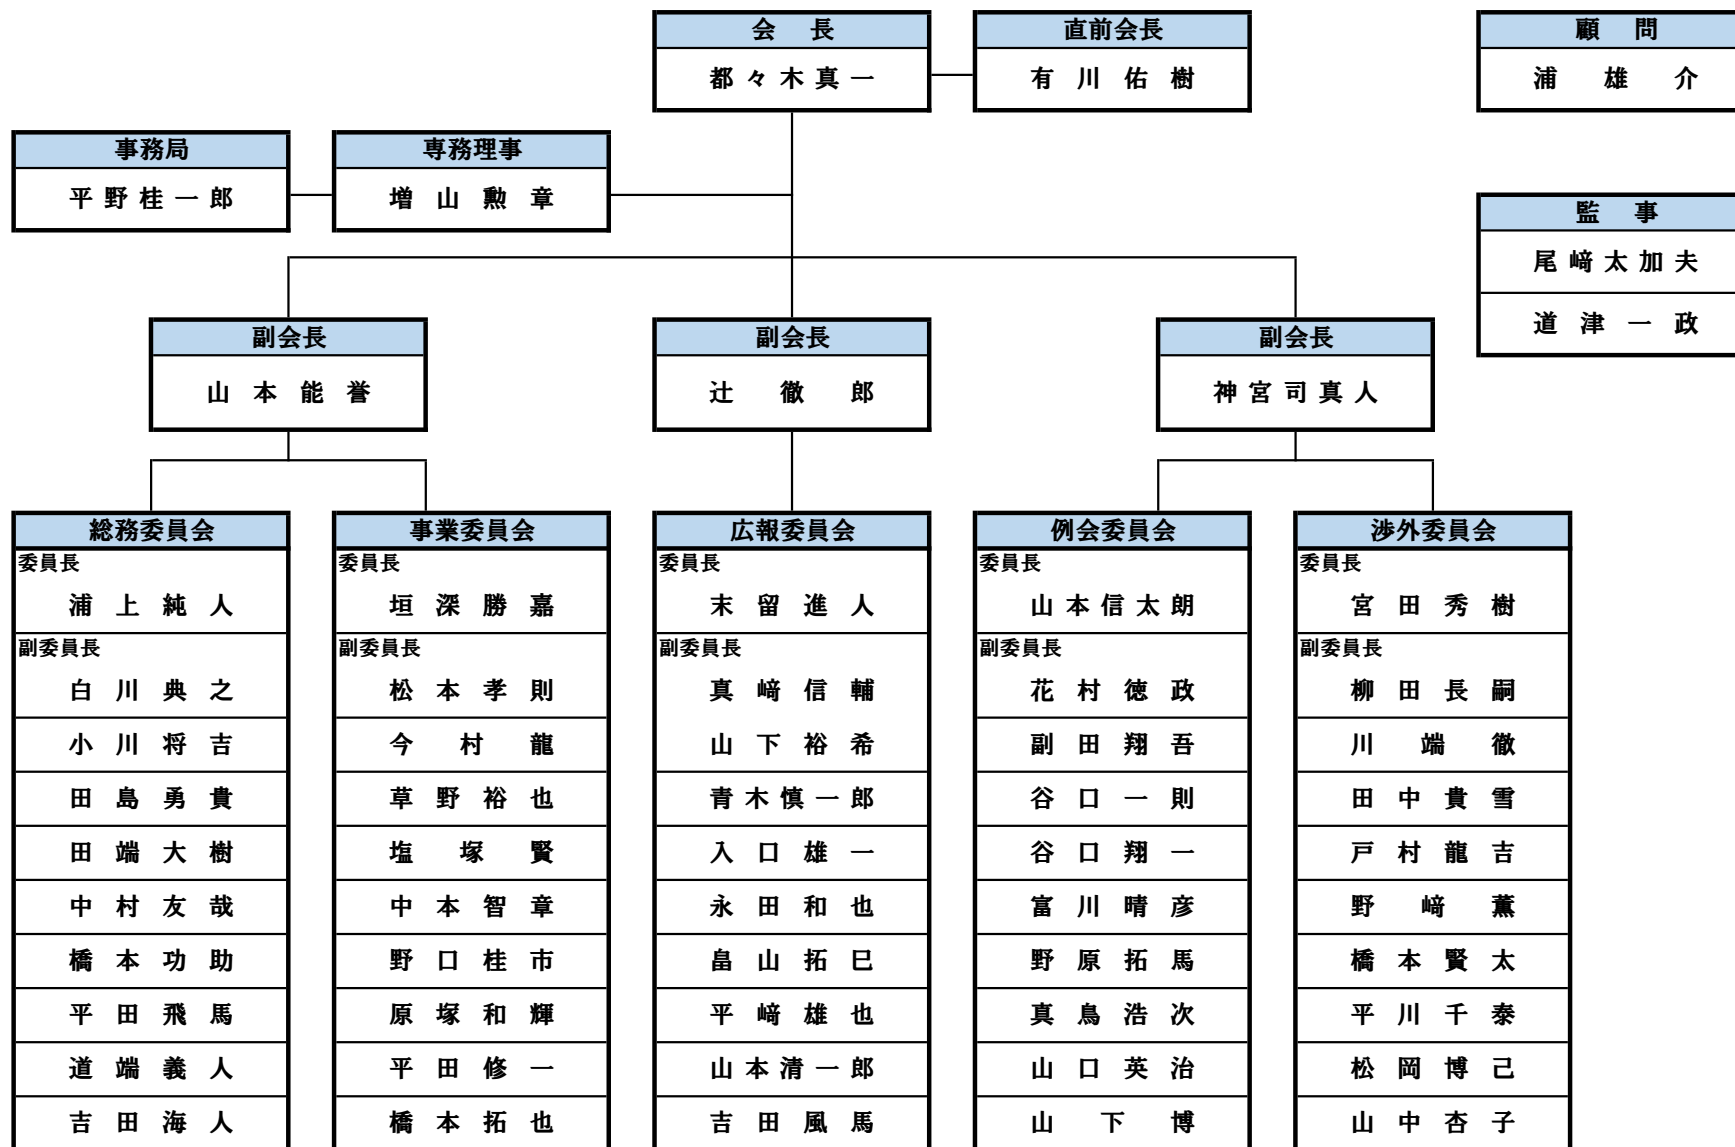 会長
都々木真一
直前会長
有川佑樹
顧問
浦雄介
事務局
平野桂一郎
専務理事
増山勲章
監事
尾﨑太加夫
道津一政
副会長
山本能誉
副会長
辻徹郎
副会長
神宮司真人
総務委員会
委員長
浦上純人
副委員長
白川典之
小川将吉
田島勇貴
田端大樹
中村友哉
橋本功助
平田飛馬
道端義人
吉田海人
事業委員会
委員長
垣深勝嘉
副委員長
松本孝則
今村龍
草野裕也
塩塚賢
中本智章
野口桂市
原塚和輝
平田修一
橋本拓也
広報委員会
委員長
末留進人
副委員長
真﨑信輔
山下裕希
青木慎一郎
入口雄一
永田和也
畠山拓巳
平﨑雄也
山本清一郎
吉田風馬
例会委員会
委員長
山本信太朗
副委員長
花村徳政
副田翔吾
谷口一則
谷口翔一
富川晴彦
野原拓馬
真鳥浩次
山口英治
山下博
渉外委員会
委員長
宮田秀樹
副委員長
柳田長嗣
川端徹
田中貴雪
戸村龍吉
野﨑薫
橋本賢太
平川千泰
松岡博己
山中杏子